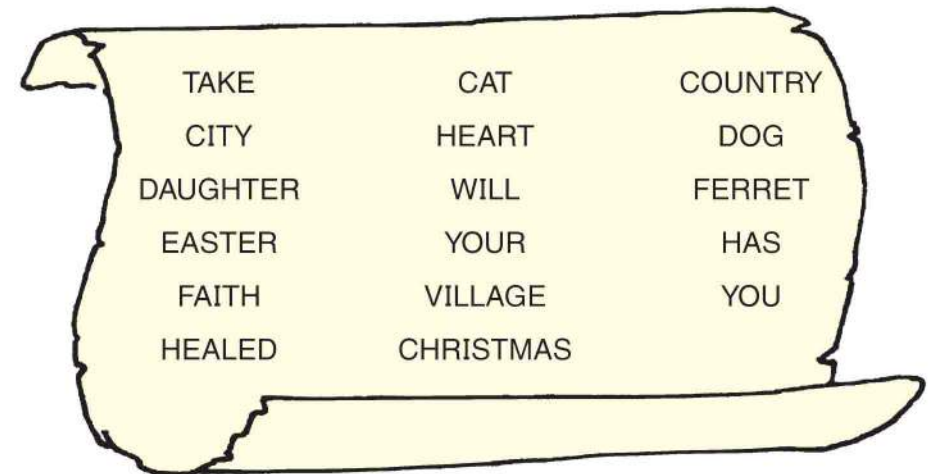 TAKE CAT COUNTRY
CITY HEART DOG
DAUGHTER WILL FERRET
EASTER YOUR HAS
FAITH VILLAGE YOU
HEALED CHRISTMAS